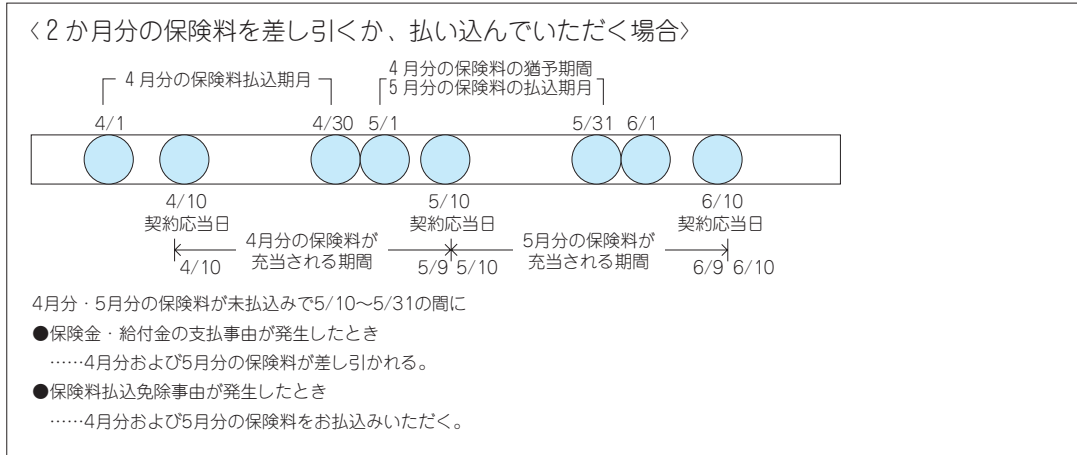 〈２か月分の保険料を差し引くか、払い込んでいただく場合〉
４月分の保険料払込期月
４月分の保険料の猶予期間
５月分の保険料の払込期月
4/1
4/30
5/1
5/31
6/1
4/10
契約応当日
5/10
契約応当日
6/10
契約応当日
4月分の保険料が
充当される期間
5月分の保険料が
充当される期間
4/10
5/9
5/10
6/9
6/10
4月分・5月分の保険料が未払込みで5/10〜5/31の間に
●保険金・給付金の支払事由が発生したとき
……4月分および5月分の保険料が差し引かれる。
●保険料払込免除事由が発生したとき
……4月分および5月分の保険料をお払込みいただく。